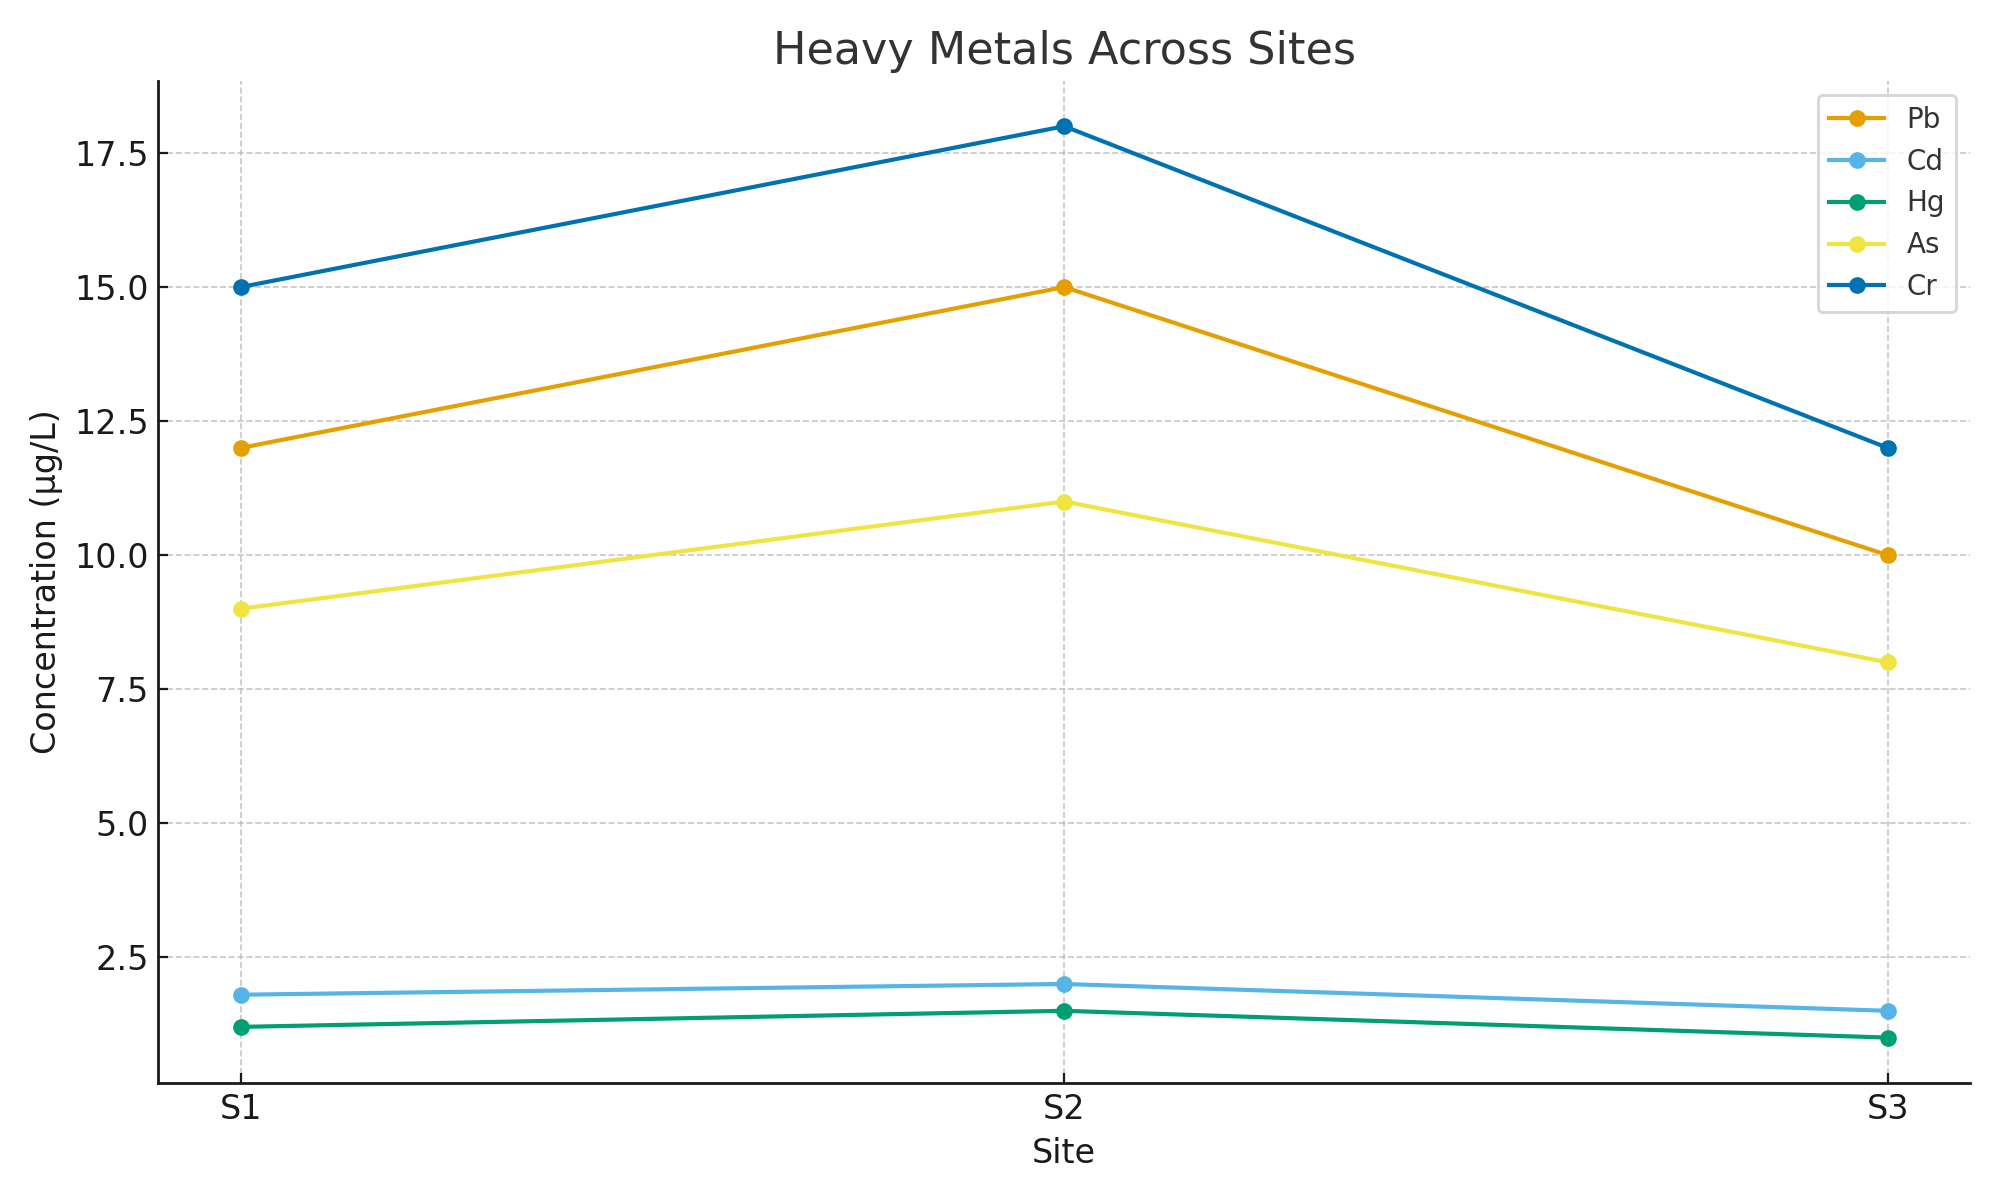 Heavy Metals Across Sites
Pb
Cd
Hg
As
Cr
17.5
15.0
12.5
10.0
7.5
5.0
2.5
Concentration (µg/L)
S1
S2
S3
Site